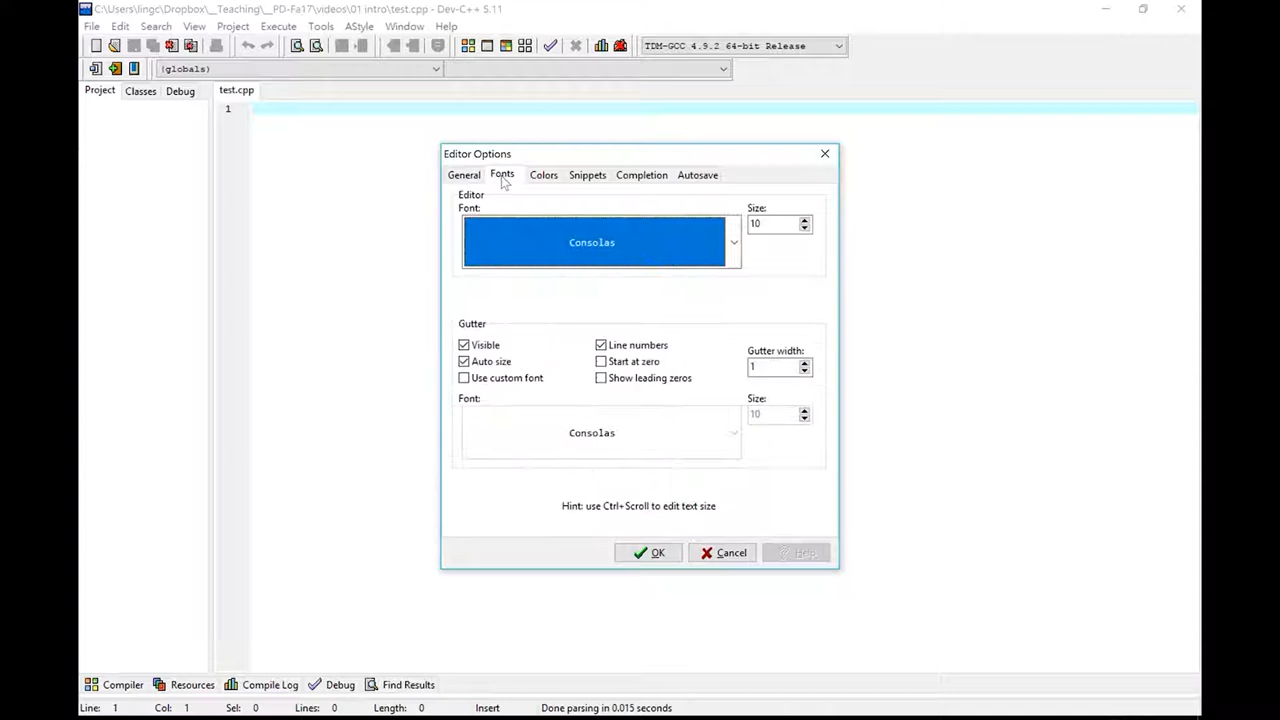 C:\Users\lingc\Dropbox\__Teaching\__PD-Fa17\videos\01 intro\test.cpp - Dev-C++ 5.11
File Edit Search View Project Execute Tools AStyle Window Help
TDM-GCC 4.9.2 64-bit Release
(globals)
Project Classes Debug test.cpp
1
Editor Options
General Fonts Colors Snippets Completion Autosave
Editor
Font: Size:
Consolas 10
Gutter
Visible Line numbers
Auto size Start at zero Gutter width:
Use custom font Show leading zeros 1
Font: Size:
Consolas 10
Hint: use Ctrl+Scroll to edit text size
OK Cancel Help
Compiler Resources Compile Log Debug Find Results
Line: 1 Col: 1 Sel: 0 Lines: 0 Length: 0 Insert Done parsing in 0.015 seconds